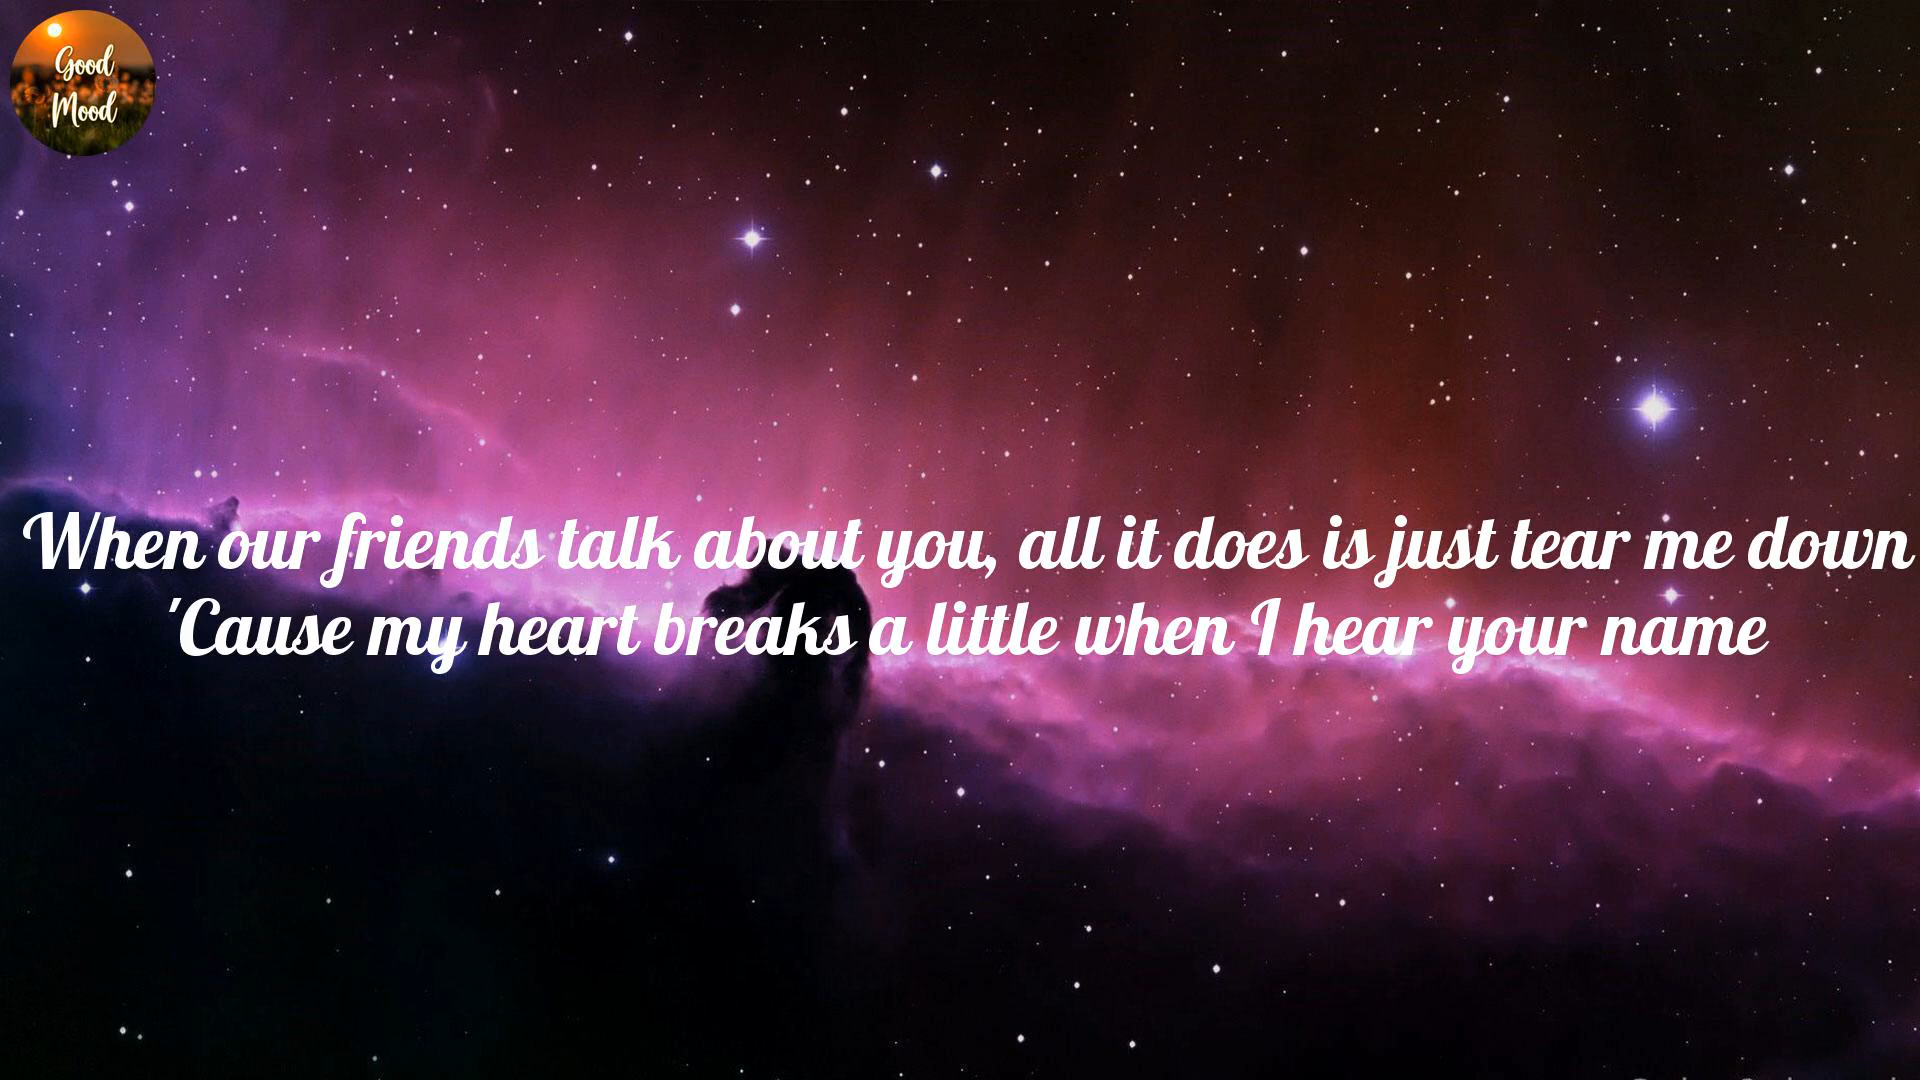 Good
Mood
When our friends talk about you, all it does is just tear me down
'Cause my heart breaks a little when I hear your name